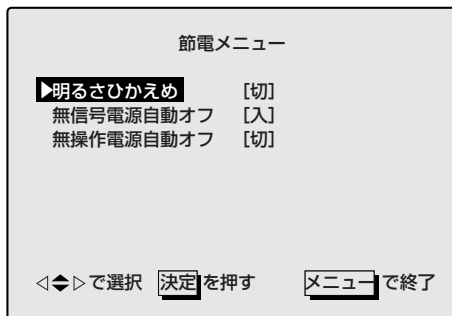 節電メニュー
▶明るさひかえめ [切]
無信号電源自動オフ [入]
無操作電源自動オフ [切]
◁◆▷で選択 決定を押す メニューで終了